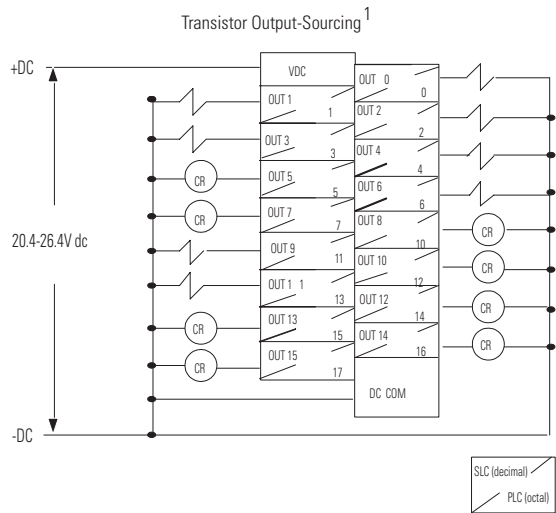 Transistor Output-Sourcing 1
+DC
VDC
OUT 0
0
OUT 1
1
OUT 2
2
OUT 3
3
OUT 4
4
CR
OUT 5
5
OUT 6
6
CR
OUT 7
7
OUT 8
10
CR
20.4-26.4V dc
OUT 9
11
OUT 10
12
CR
OUT 1 1
13
OUT 12
14
CR
CR
OUT 13
15
OUT 14
16
CR
CR
OUT 15
17
DC COM
-DC
SLC (decimal)
PLC (octal)